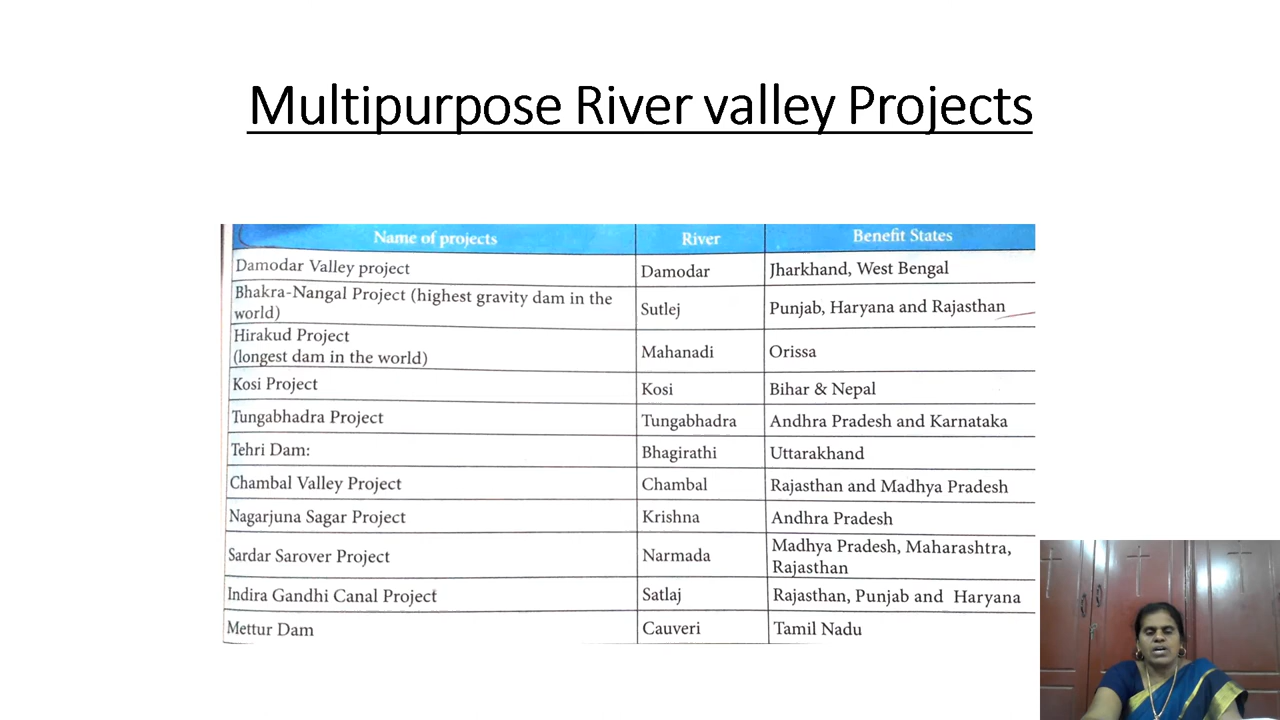 Multipurpose River valley Projects
Name of projects River Benefit States
Damodar Valley project Damodar Jharkhand, West Bengal
Bhakra-Nangal Project (highest gravity dam in the
world) Sutlej Punjab, Haryana and Rajasthan
Hirakud Project
(longest dam in the world) Mahanadi Orissa
Kosi Project Kosi Bihar & Nepal
Tungabhadra Project Tungabhadra Andhra Pradesh and Karnataka
Tehri Dam: Bhagirathi Uttarakhand
Chambal Valley Project Chambal Rajasthan and Madhya Pradesh
Nagarjuna Sagar Project Krishna Andhra Pradesh
Sardar Sarover Project Narmada Madhya Pradesh, Maharashtra,
Rajasthan
Indira Gandhi Canal Project Satlaj Rajasthan, Punjab and Haryana
Mettur Dam Cauveri Tamil Nadu